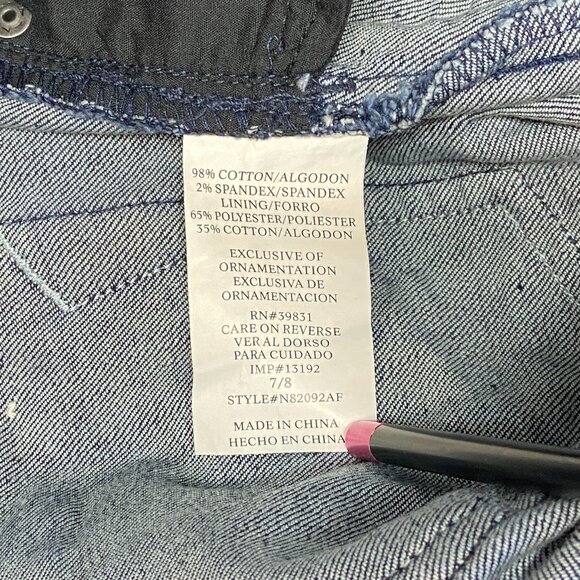 98% COTTON/ALGODON
2% SPANDEX/SPANDEX
LINING/FORRO
65% POLYESTER/POLIESTER
35% COTTON/ALGODON
EXCLUSIVE OF
ORNAMENTATION
EXCLUSIVA DE
ORNAMENTACION
RN#39831
CARE ON REVERSE
VER AL DORSO
PARA CUIDADO
IMP#13192
7/8
STYLE#N82092AF
MADE IN CHINA
HECHO EN CHINA